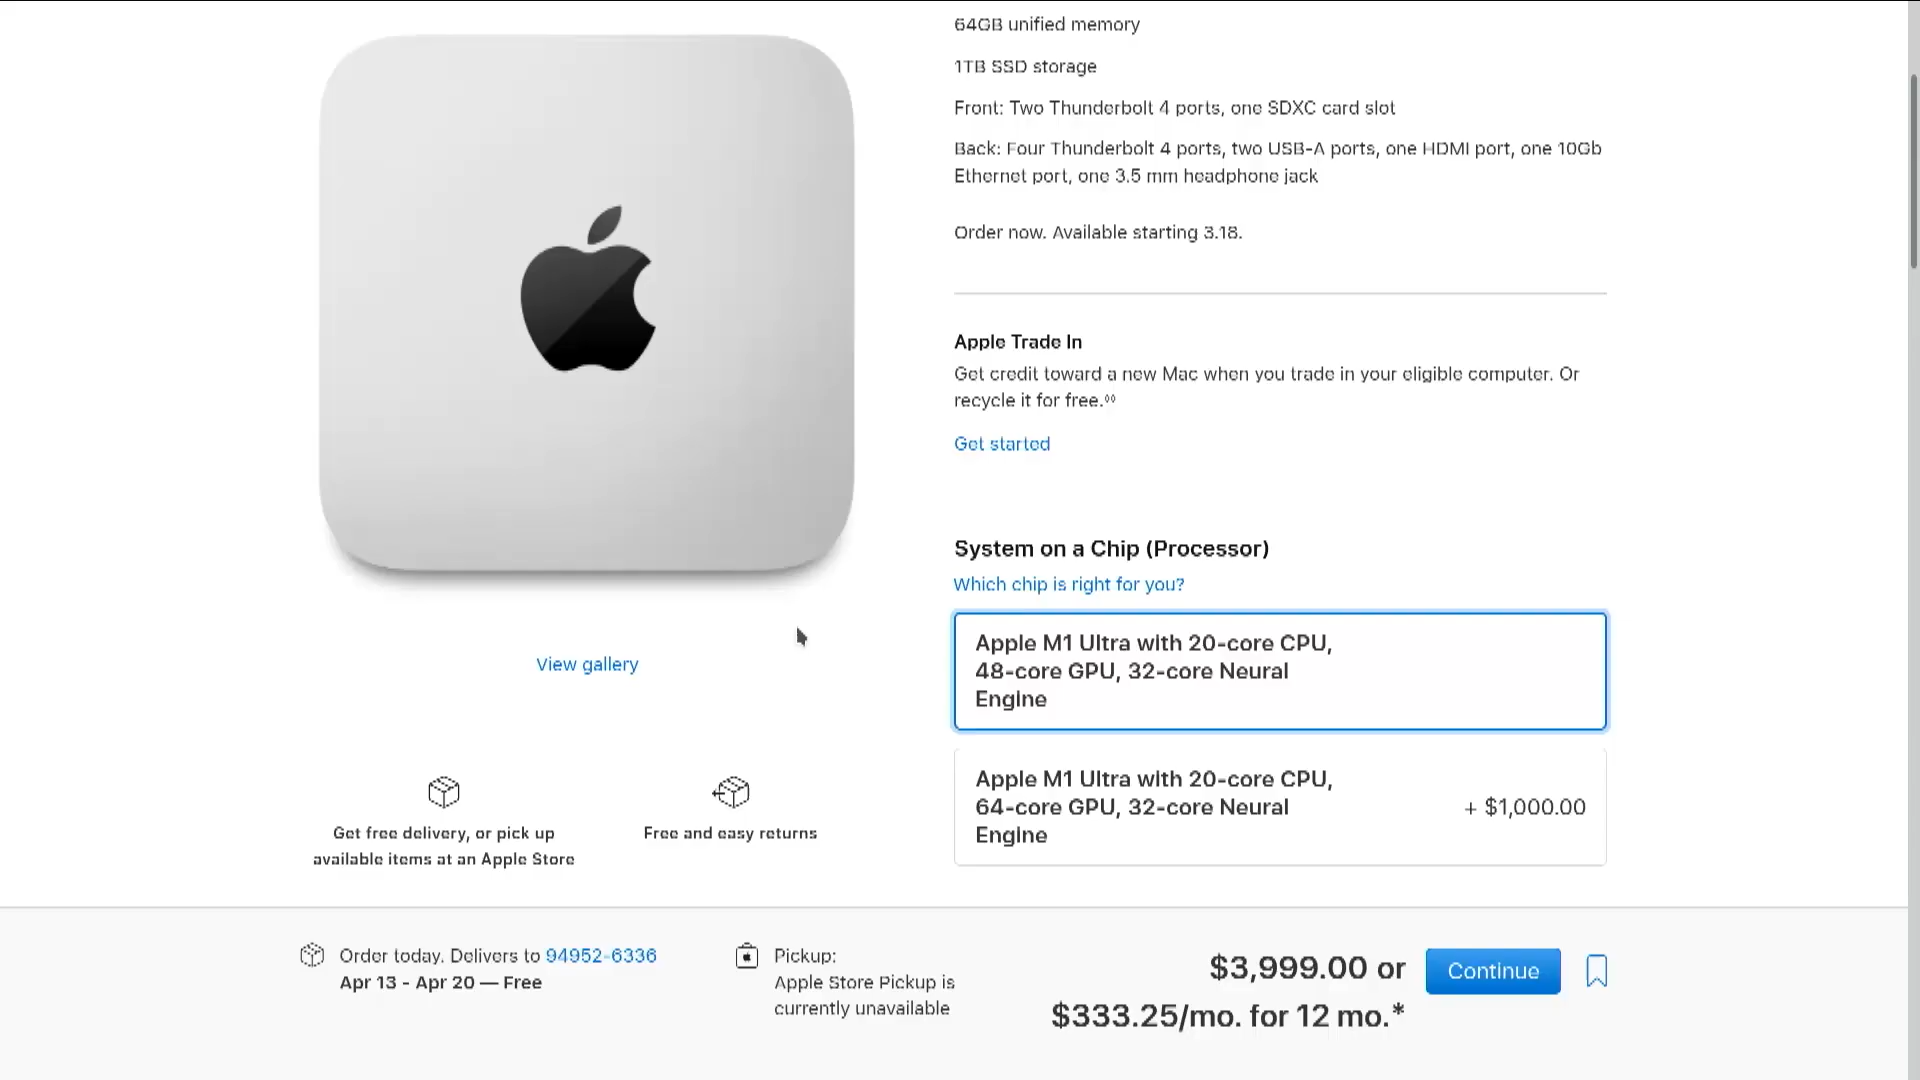 64GB unified memory
1TB SSD storage
Front: Two Thunderbolt 4 ports, one SDXC card slot
Back: Four Thunderbolt 4 ports, two USB-A ports, one HDMI port, one 10Gb
Ethernet port, one 3.5 mm headphone jack
Order now. Available starting 3.18.
Apple Trade In
Get credit toward a new Mac when you trade in your eligible computer. Or
recycle it for free.◊◊
Get started
System on a Chip (Processor)
Which chip is right for you?
Apple M1 Ultra with 20-core CPU,
48-core GPU, 32-core Neural
Engine
Apple M1 Ultra with 20-core CPU,
64-core GPU, 32-core Neural
Engine
+ $1,000.00
View gallery
Get free delivery, or pick up
available items at an Apple Store
Free and easy returns
Order today. Delivers to 94952-6336
Apr 13 - Apr 20 — Free
Pickup:
Apple Store Pickup is
currently unavailable
$3,999.00 or
$333.25/mo. for 12 mo.*
Continue